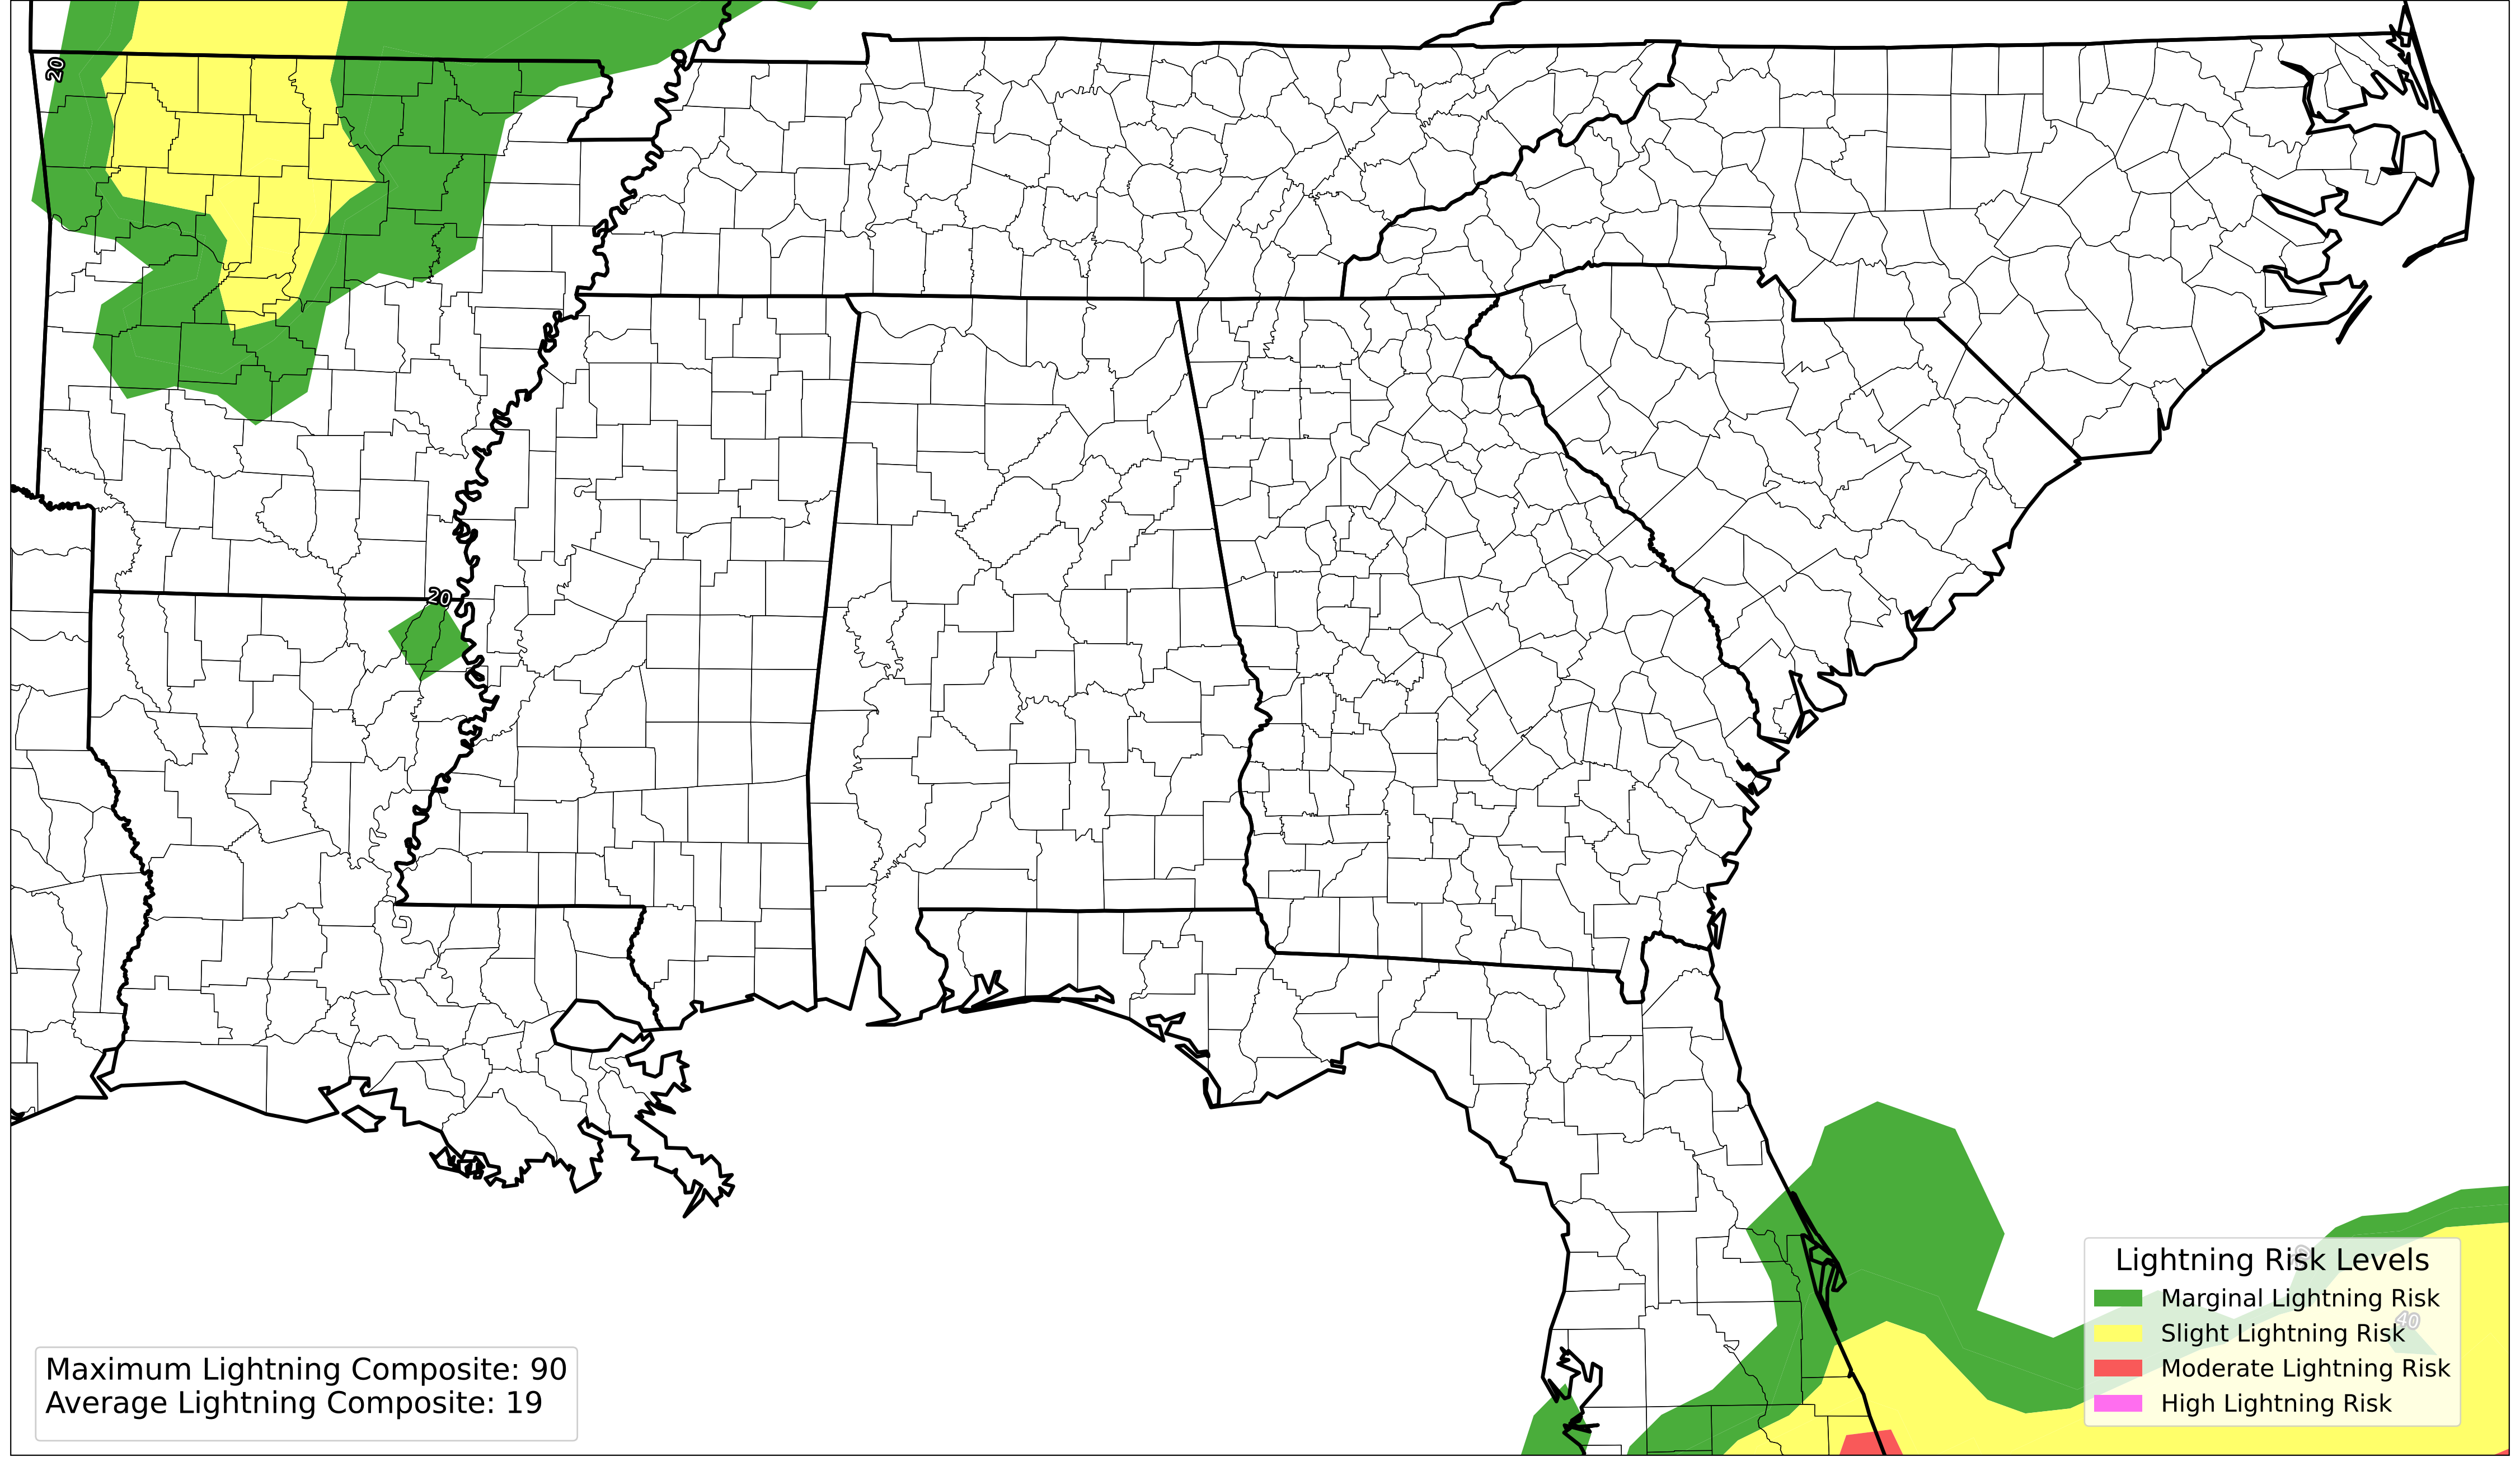 20
20
Lightning Risk Levels
Marginal Lightning Risk
40
Slight Lightning Risk
Moderate Lightning Risk
High Lightning Risk
Maximum Lightning Composite: 90
Average Lightning Composite: 19